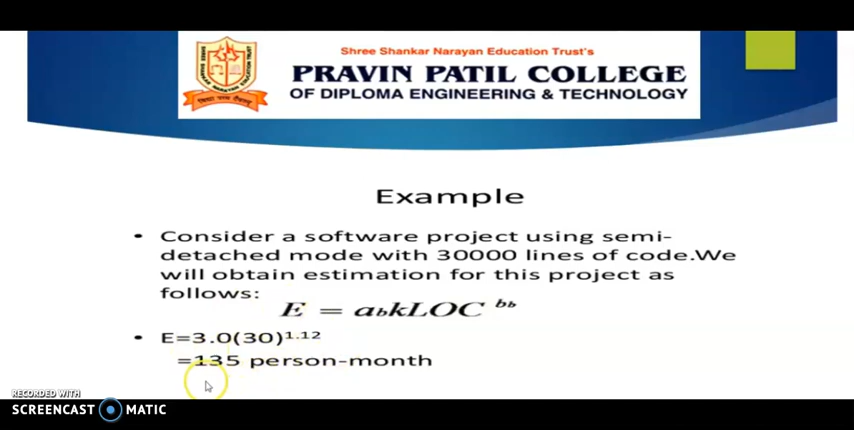 Shree Shankar Narayan Education Trust's
PRAVIN PATIL COLLEGE
OF DIPLOMA ENGINEERING & TECHNOLOGY
Example
• Consider a software project using semi-
detached mode with 30000 lines of code.We
will obtain estimation for this project as
follows:
E = abkLOC bb
• E=3.0(30)1.12
=135 person-month
RECORDED WITH
SCREENCAST MATIC